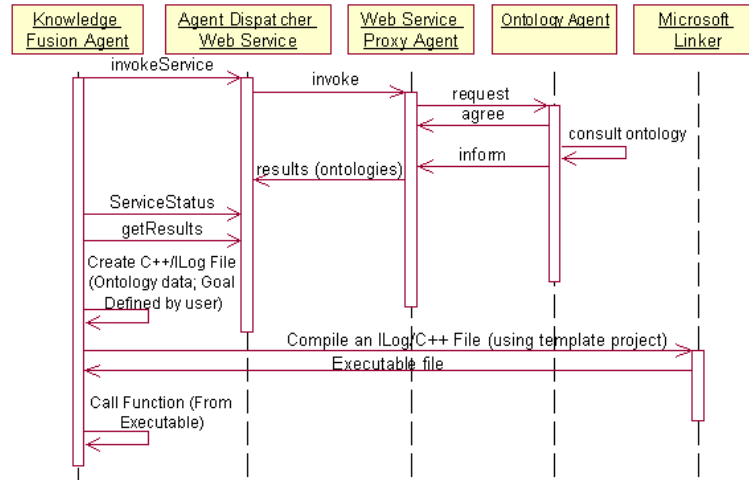 Knowledge
Fusion Agent
Agent Dispatcher
Web Service
Web Service
Proxy Agent
Ontology Agent
Microsoft
Linker
invokeService
invoke
request
agree
consult ontology
inform
results (ontologies)
ServiceStatus
getResults
Create C++/ILog File
(Ontology data; Goal
Defined by user)
Compile an ILog/C++ File (using template project)
Executable file
Call Function (From
Executable)